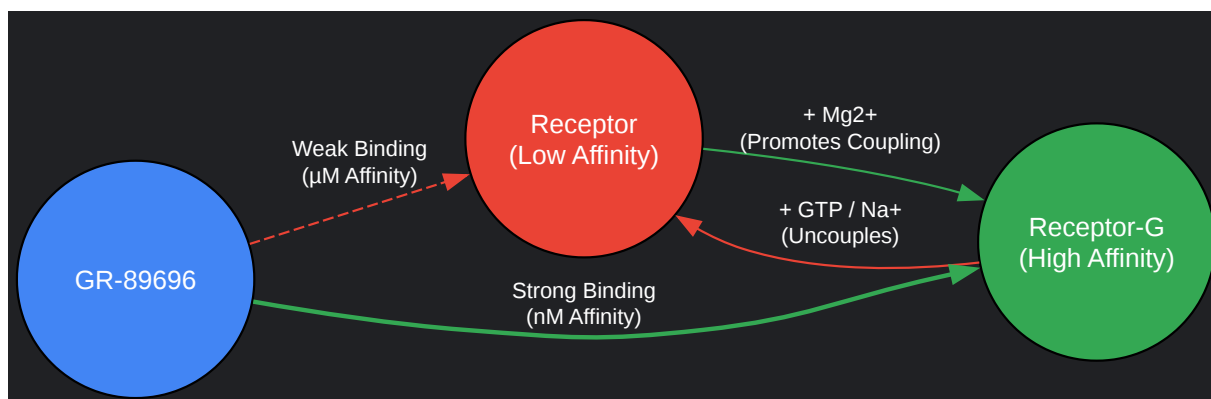 GR-89696
Weak Binding
(µM Affinity)
Receptor
(Low Affinity)
+ Mg2+
(Promotes Coupling)
+ GTP / Na+
(Uncouples)
Strong Binding
(nM Affinity)
Receptor-G
(High Affinity)